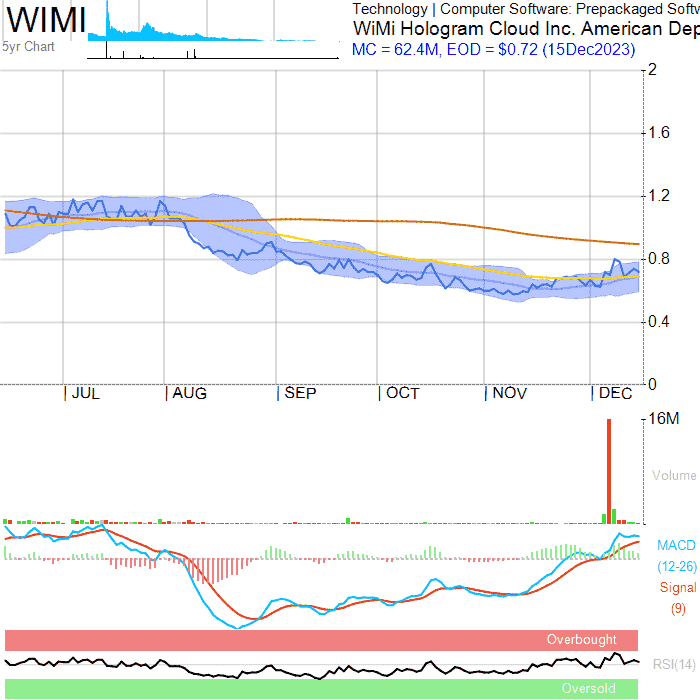 WIMI
5yr Chart
Technology | Computer Software: Prepackaged Softw
WiMi Hologram Cloud Inc. American Dep
MC = 62.4M, EOD = $0.72 (15Dec2023)
2
1.6
1.2
0.8
0.4
0
JUL
AUG
SEP
OCT
NOV
DEC
16M
Volume
MACD
(12-26)
Signal
(9)
Overbought
RSI(14)
Oversold